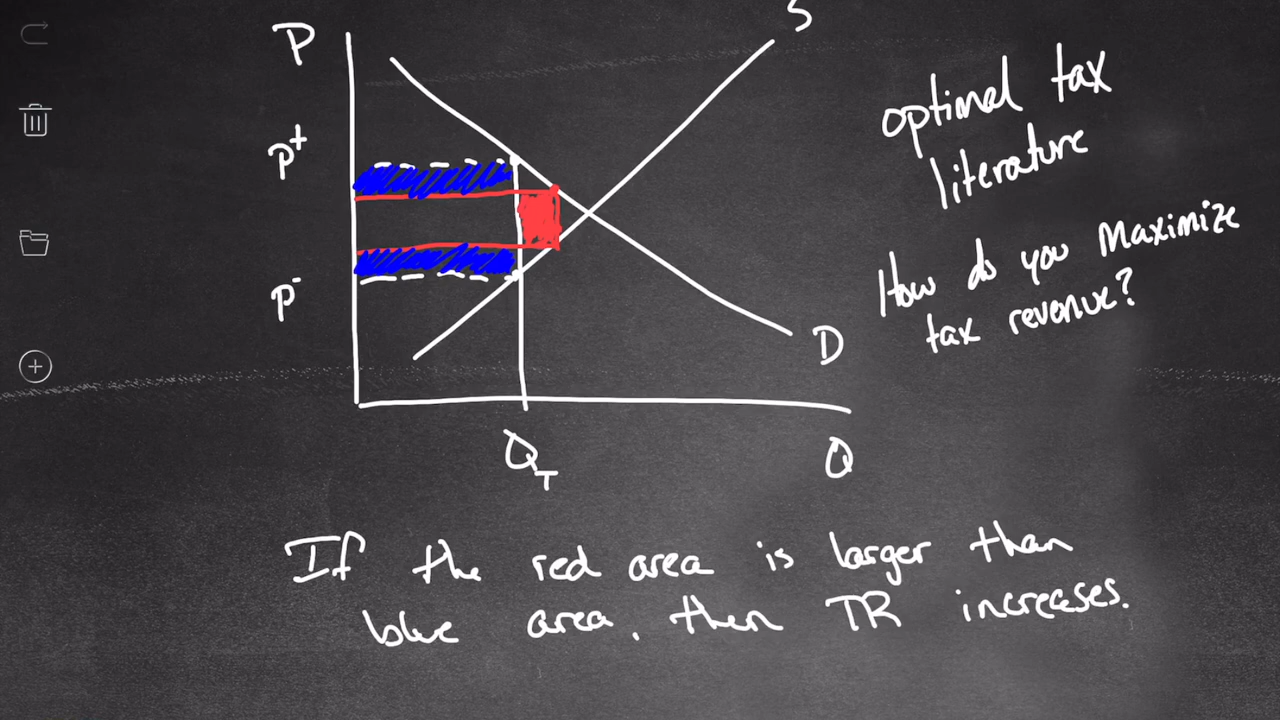 P
S
P+
P-
D
QT
Q
optimal tax
literature
How do you Maximize
tax revenue?
If the red area is larger than
blue area, then TR increases.